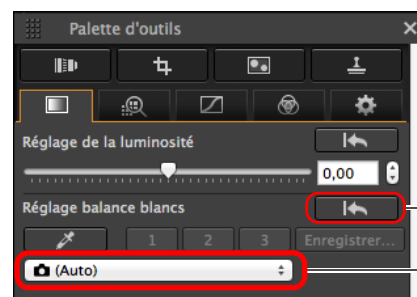 Palette d'outils
Réglage de la luminosité
0,00
Réglage balance blancs
1 2 3 Enregistrer...
(Auto)